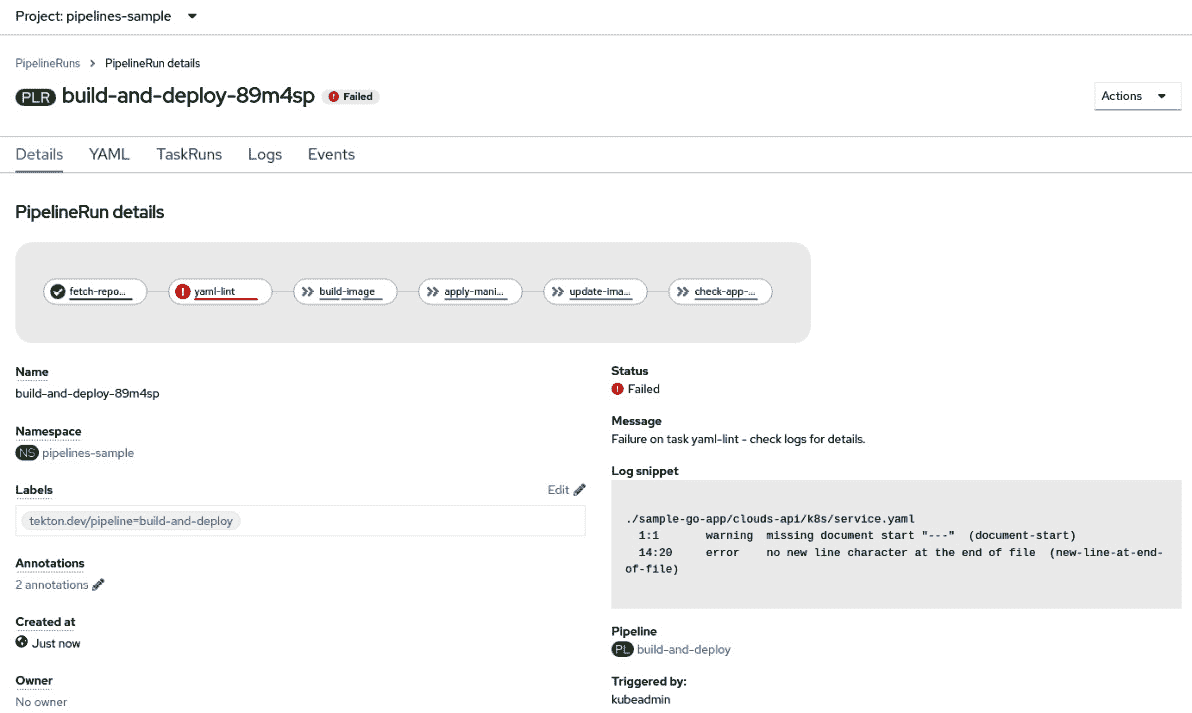 Project: pipelines-sample
PipelineRuns
PipelineRun details
PLR build-and-deploy-89m4sp Failed
Actions
Details YAML TaskRuns Logs Events
PipelineRun details
fetch-repo... yaml-lint build-image apply-mani... update-ima... check-app-...
Name
build-and-deploy-89m4sp
Namespace
NS pipelines-sample
Labels
Edit
tekton.dev/pipeline=build-and-deploy
Annotations
2 annotations
Created at
Just now
Owner
No owner
Status
Failed
Message
Failure on task yaml-lint - check logs for details.
Log snippet
./sample-go-app/clouds-api/k8s/service.yaml
1:1 warning missing document start "---" (document-start)
14:20 error no new line character at the end of file (new-line-at-end-
of-file)
Pipeline
PL build-and-deploy
Triggered by:
kubeadmin